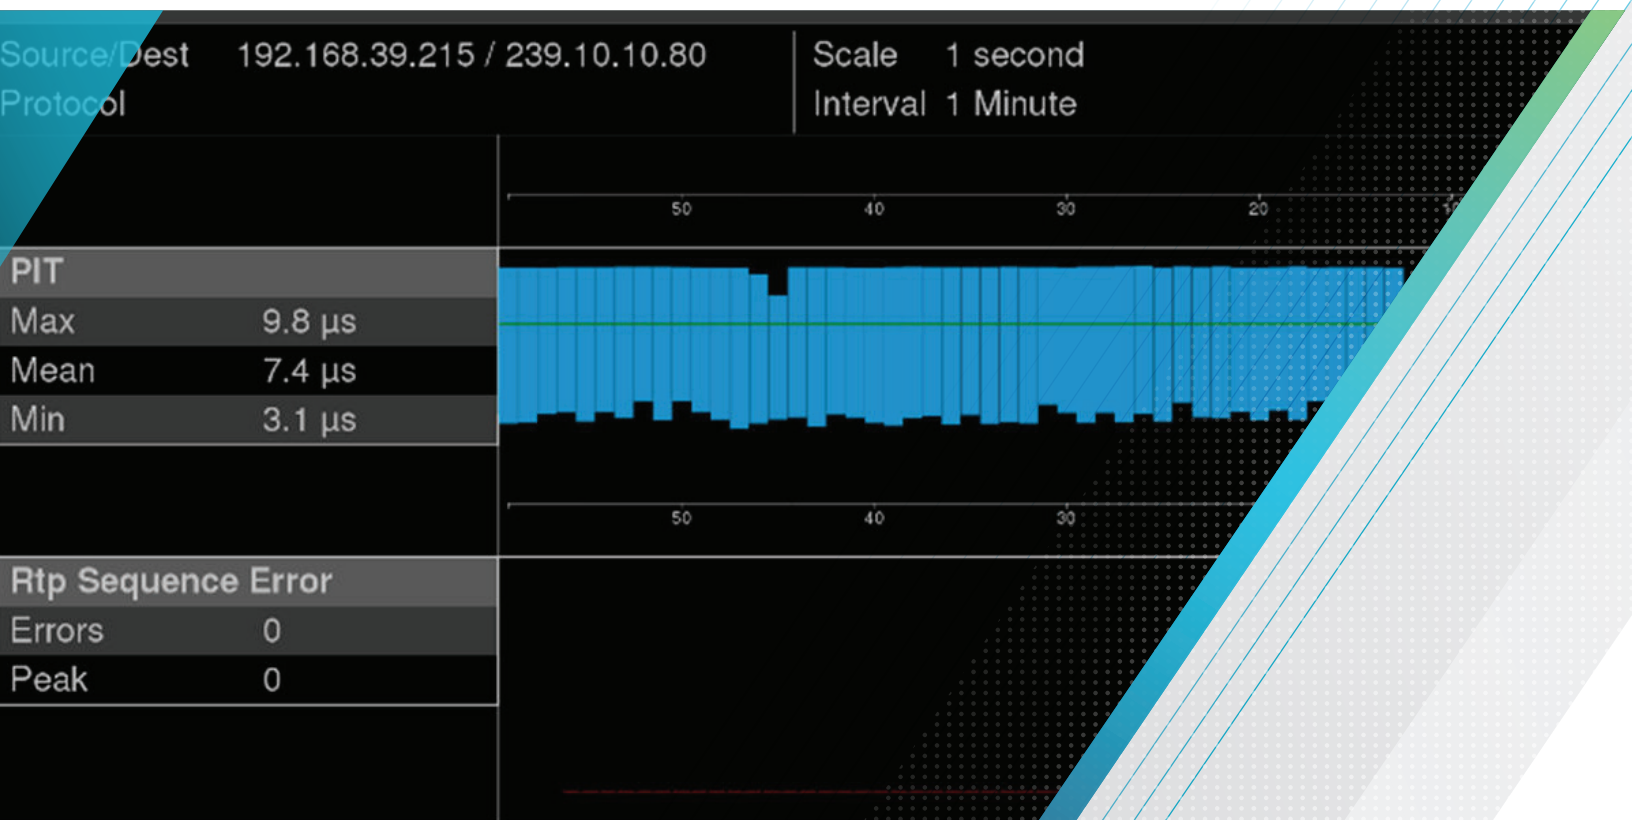 Source/Dest 192.168.39.215 / 239.10.10.80 Scale 1 second
Protocol Interval 1 Minute
50 40 30 20
PIT
Max 9.8 µs
Mean 7.4 µs
Min 3.1 µs
50 40 30
Rtp Sequence Error
Errors 0
Peak 0